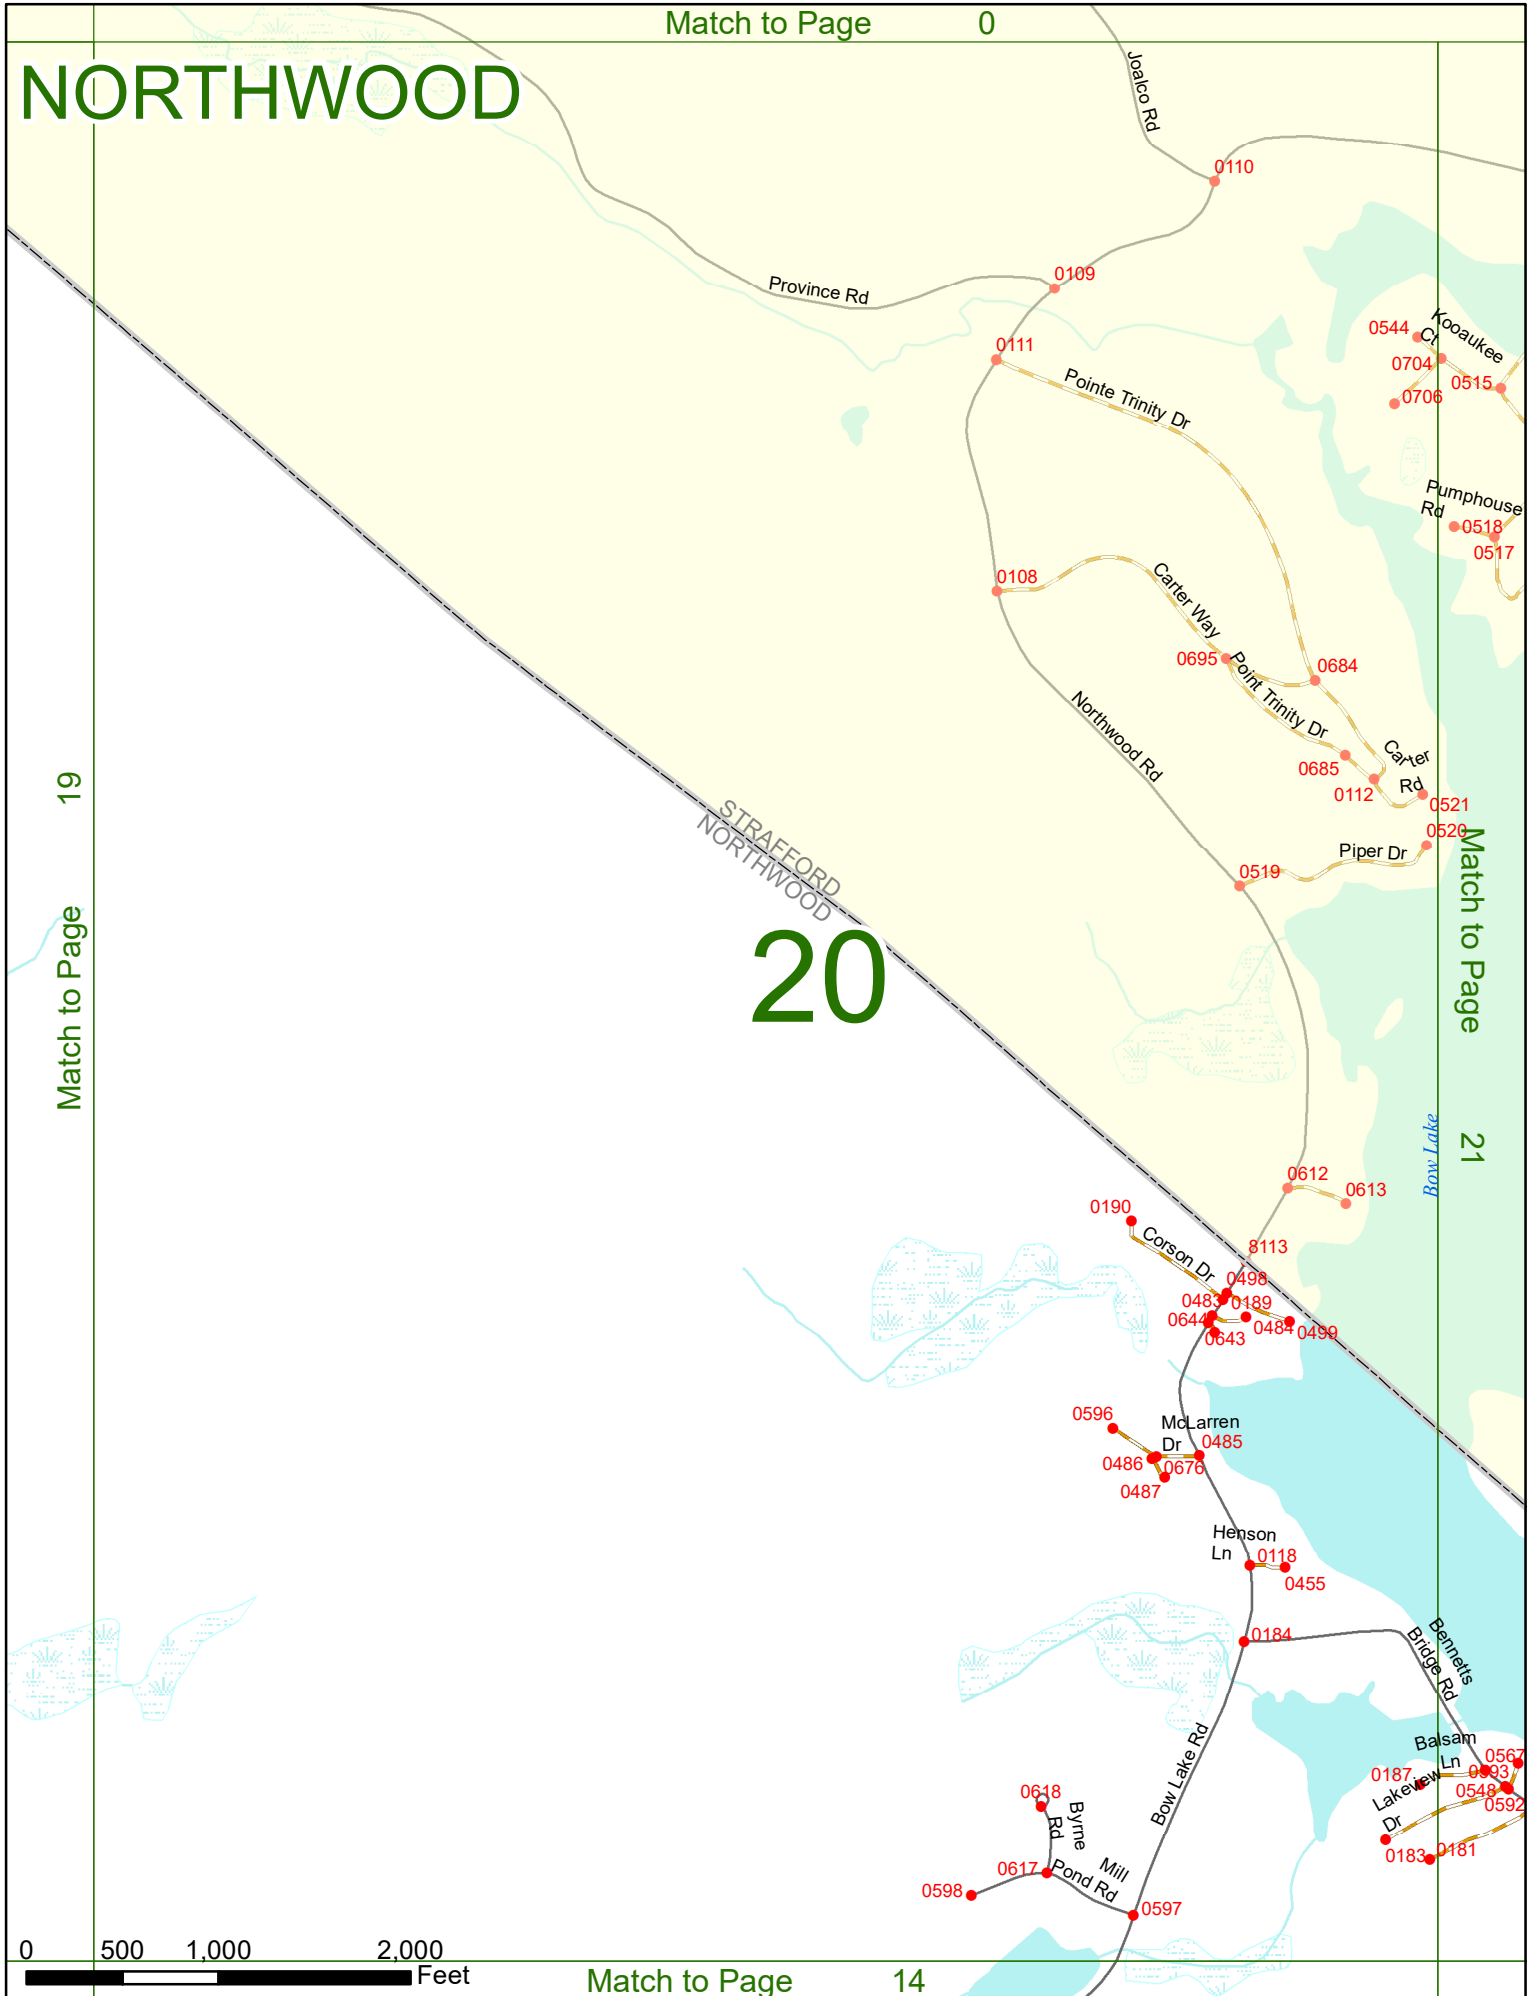 Match to Page 0
NORTHWOOD
Joalco Rd
0110
0109
Province Rd
0111
Pointe Trinity Dr
0544
Kooaukee
Ct
0704
0515
0706
Pumphouse
Rd
0518
0517
0108
Carter Way
0695
Point Trinity Dr
0684
Northwood Rd
0685
Carter
Rd
0112
0521
0520
Piper Dr
0519
19
Match to Page
STRAFFORD
NORTHWOOD
20
Match to Page
21
Bow Lake
0612
0613
0190
Corson Dr
8113
0498
0483
0189
0644
0484
0499
0643
0596
McLarren
Dr
0485
0486
0676
0487
Henson
Ln
0118
0455
0184
Bennetts
Bridge Rd
Bow Lake Rd
Balsam
Ln
0567
0187
0593
Lakeview
Dr
0548
0592
0183
0181
0618
Byrne
Rd
0617
Mill
Pond Rd
0598
0597
0 500 1,000 2,000
Feet
Match to Page 14